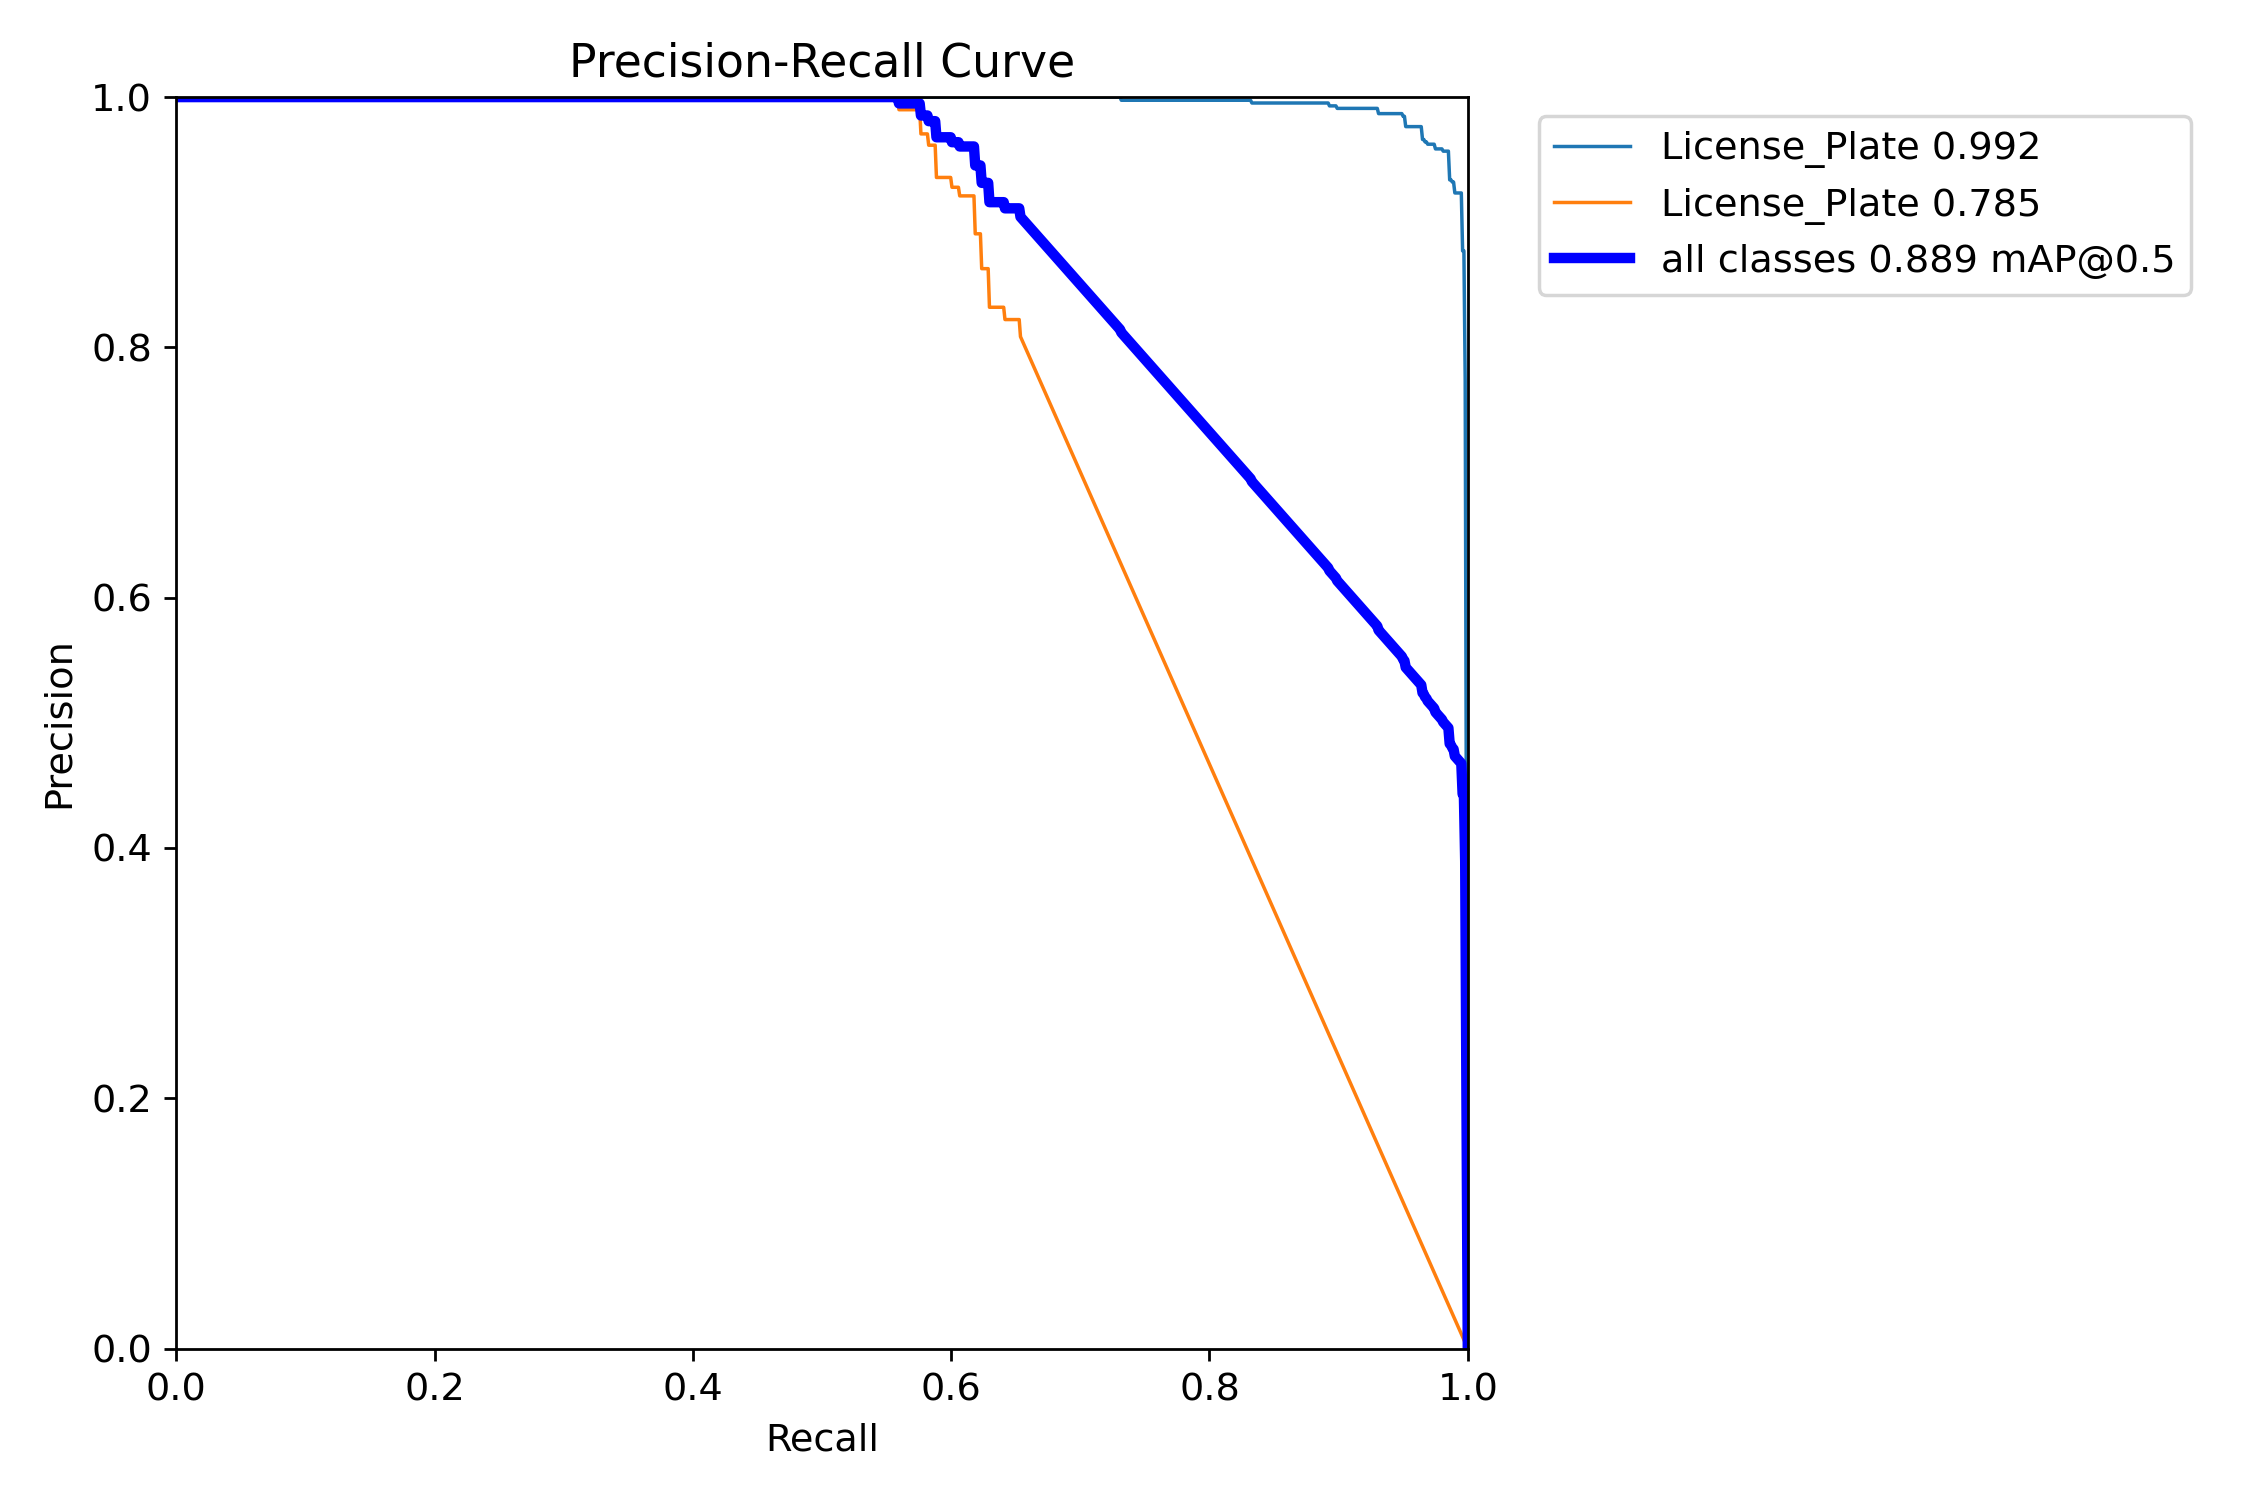 Precision-Recall Curve
License_Plate 0.992
License_Plate 0.785
all classes 0.889 mAP@0.5
Precision
1.0
0.8
0.6
0.4
0.2
0.0
0.0 0.2 0.4 0.6 0.8 1.0
Recall